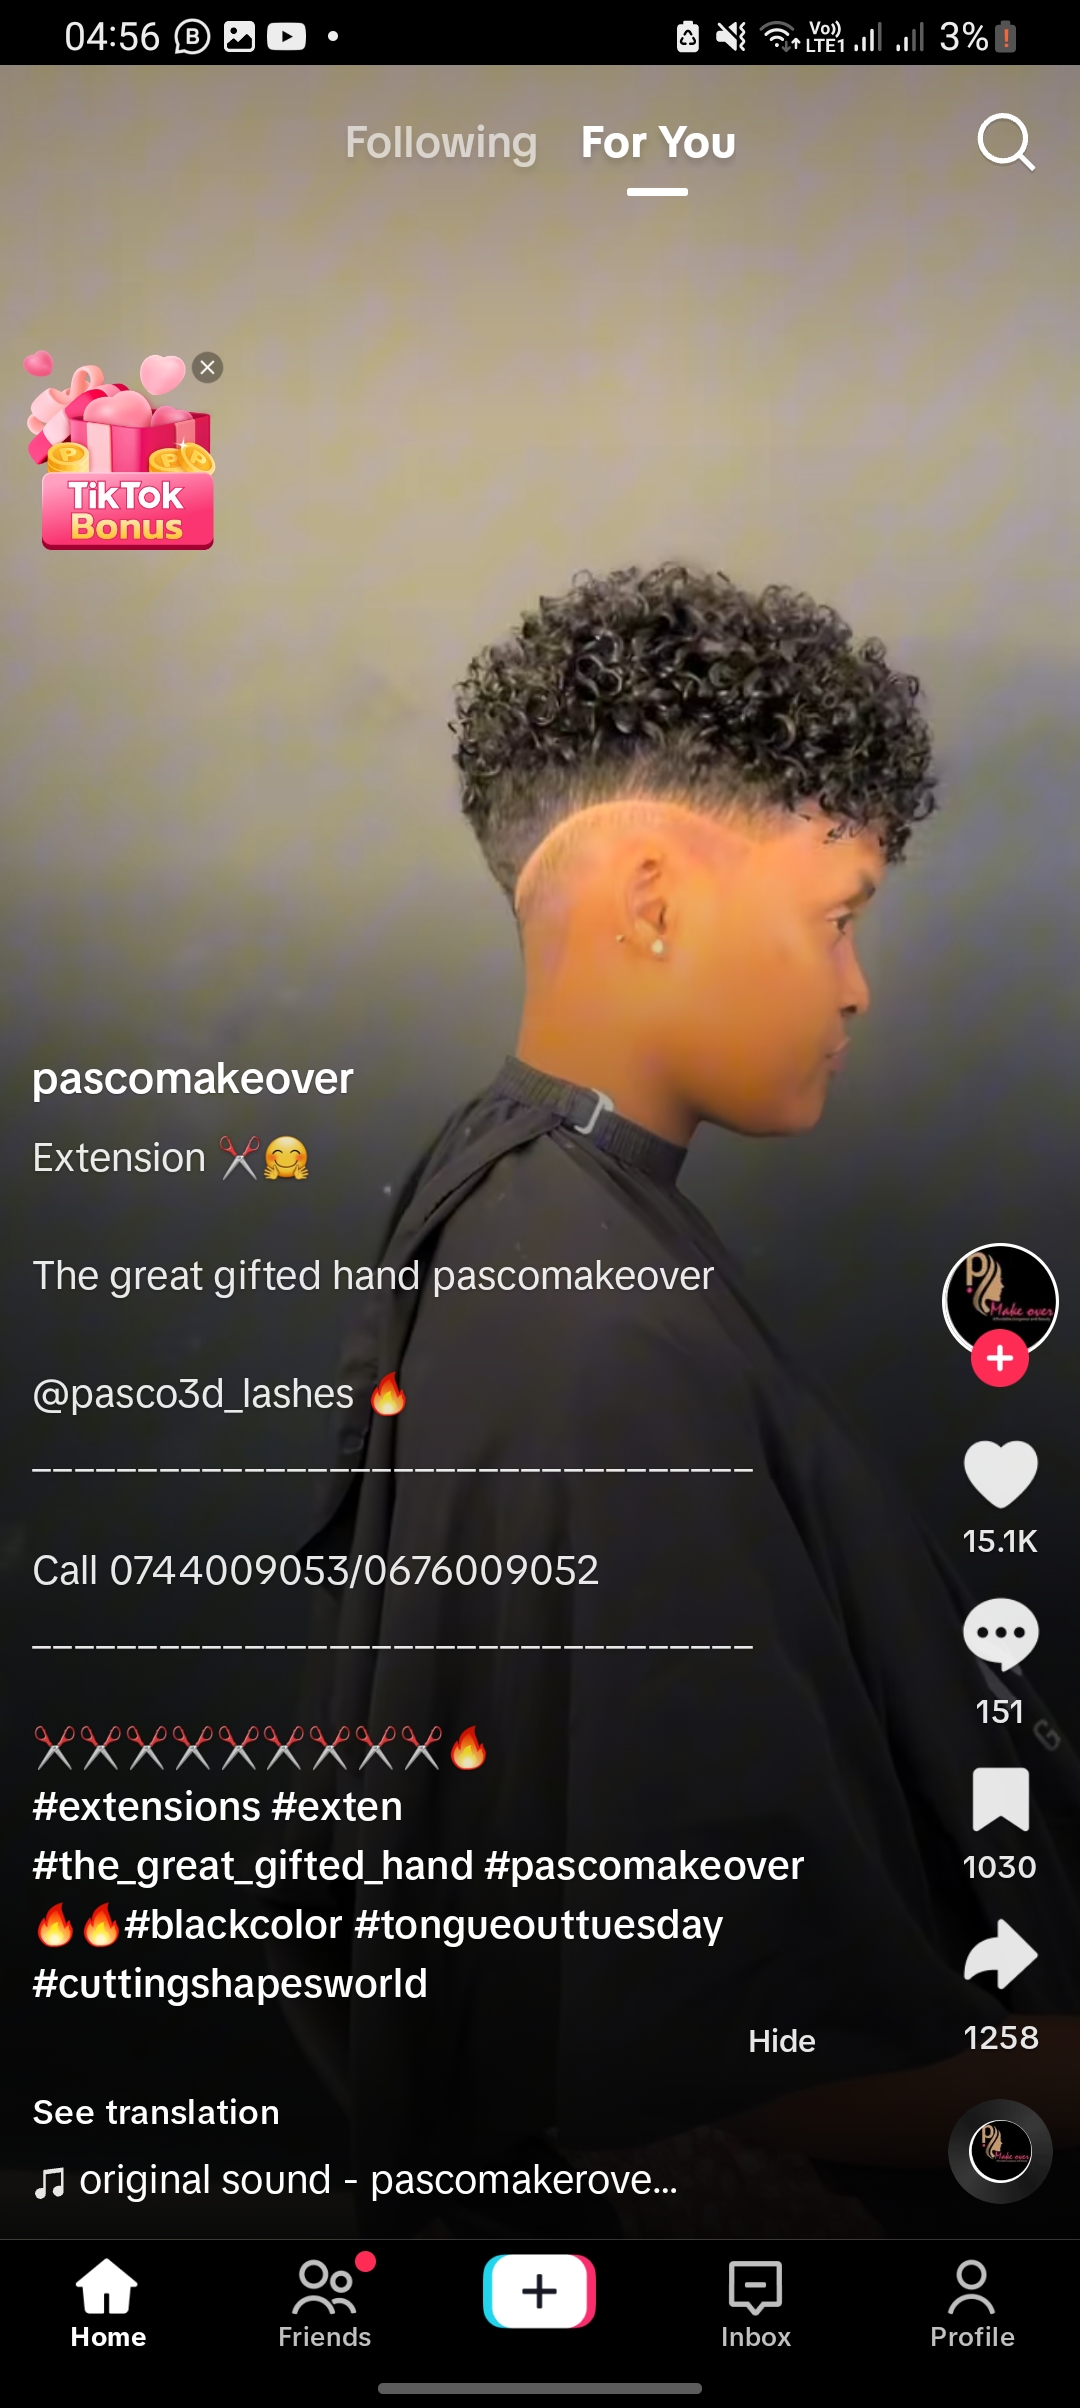 04:56
Vo))
LTE1
3%
Following
For You
TikTok
Bonus
pascomakeover
Extension ✂️🤗
The great gifted hand pascomakeover
@pasco3d_lashes 🔥
__________________________________
Call 0744009053/0676009052
__________________________________
✂️✂️✂️✂️✂️✂️✂️✂️✂️🔥
#extensions #exten
#the_great_gifted_hand #pascomakeover
🔥🔥#blackcolor #tongueouttuesday
#cuttingshapesworld
Hide
See translation
original sound - pascomakerove...
P
Make over
15.1K
151
1030
1258
G
Home
Friends
Inbox
Profile